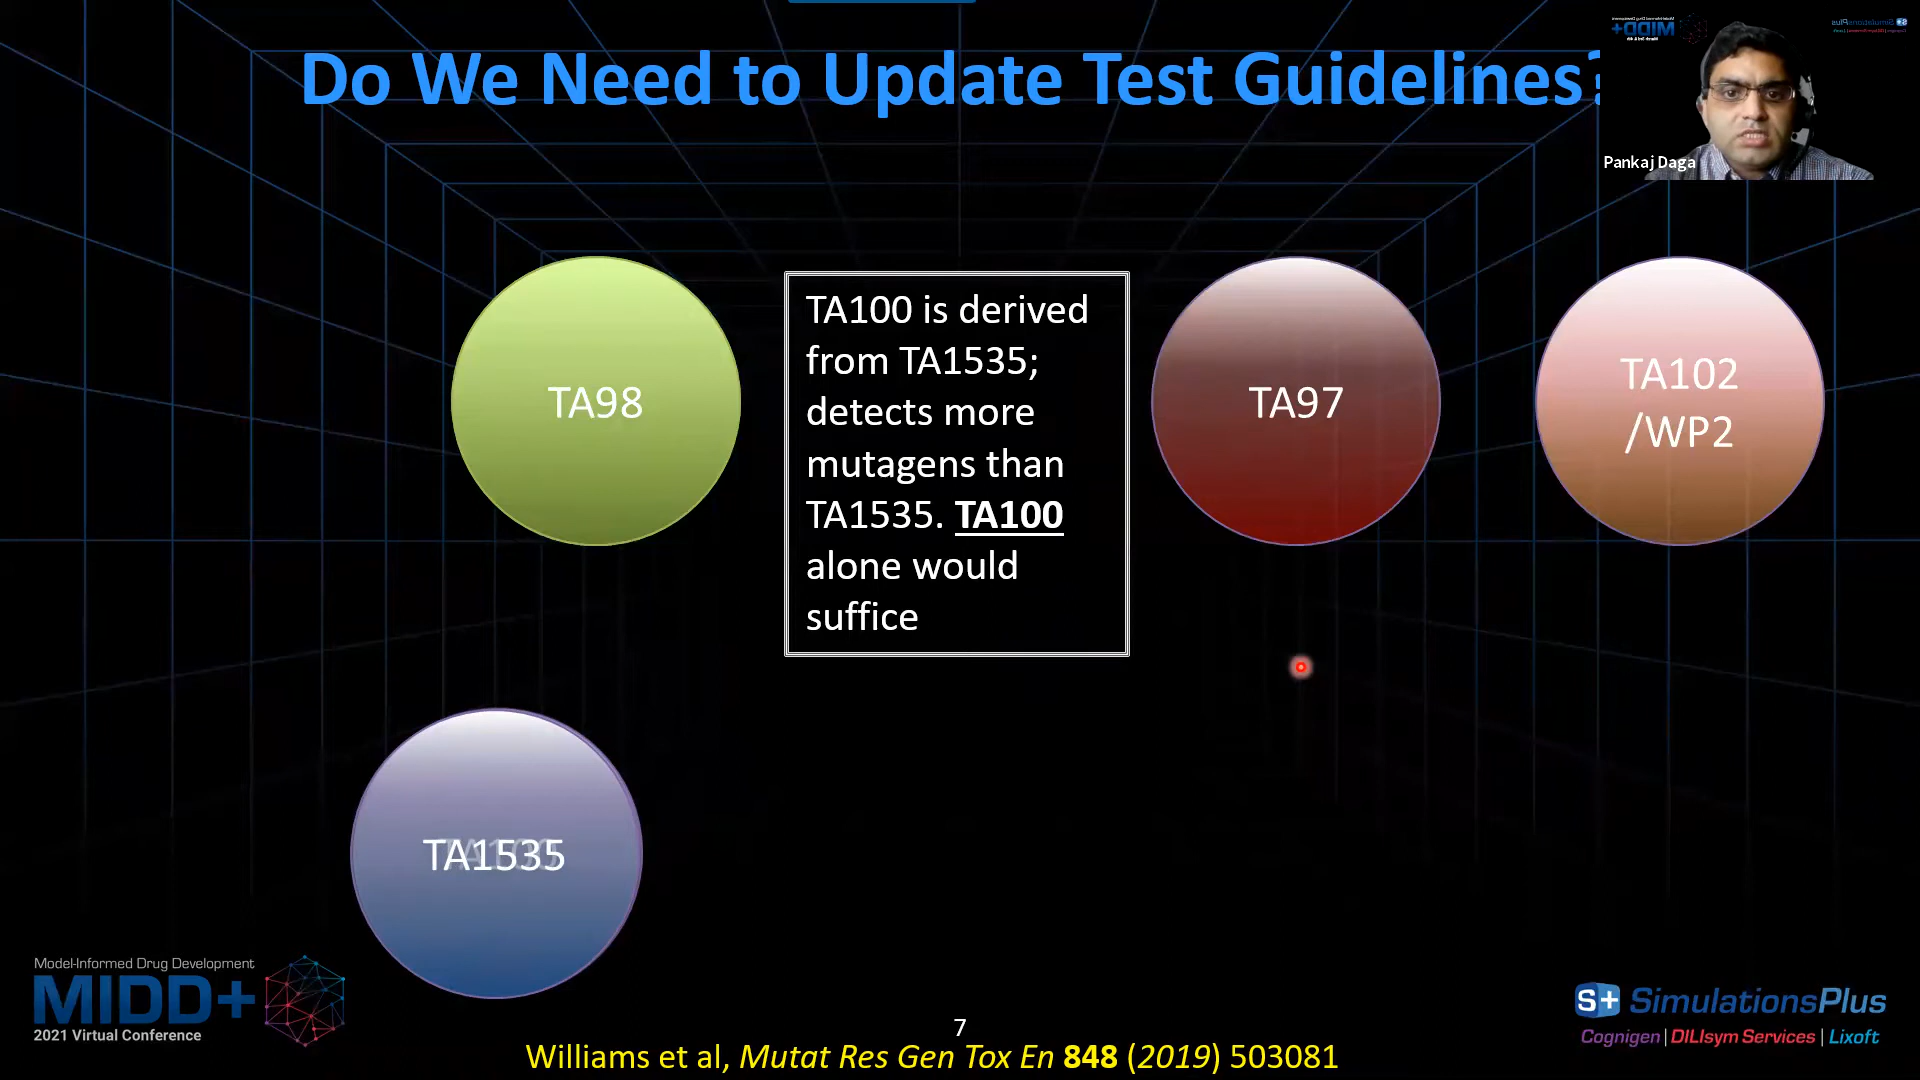 Do We Need to Update Test Guidelines?
Pankaj Daga
TA98
TA100 is derived
from TA1535;
detects more
mutagens than
TA1535. TA100
alone would
suffice
TA97
TA102
/WP2
TA1535
Model-Informed Drug Development
MIDD+
2021 Virtual Conference
S+ SimulationsPlus
Cognigen | DILIsym Services | Lixoft
7
Williams et al, Mutat Res Gen Tox En 848 (2019) 503081